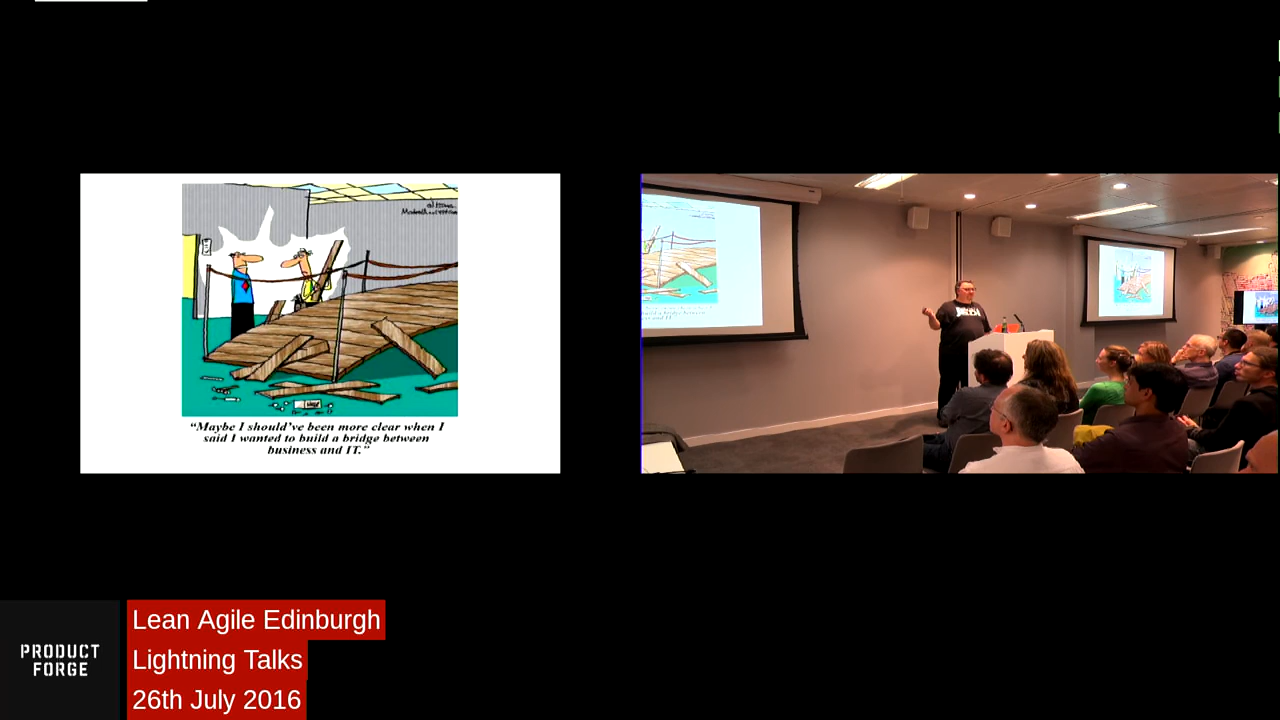 "Maybe I should've been more clear when I
said I wanted to build a bridge between
business and IT."
PRODUCT
FORGE
Lean Agile Edinburgh
Lightning Talks
26th July 2016